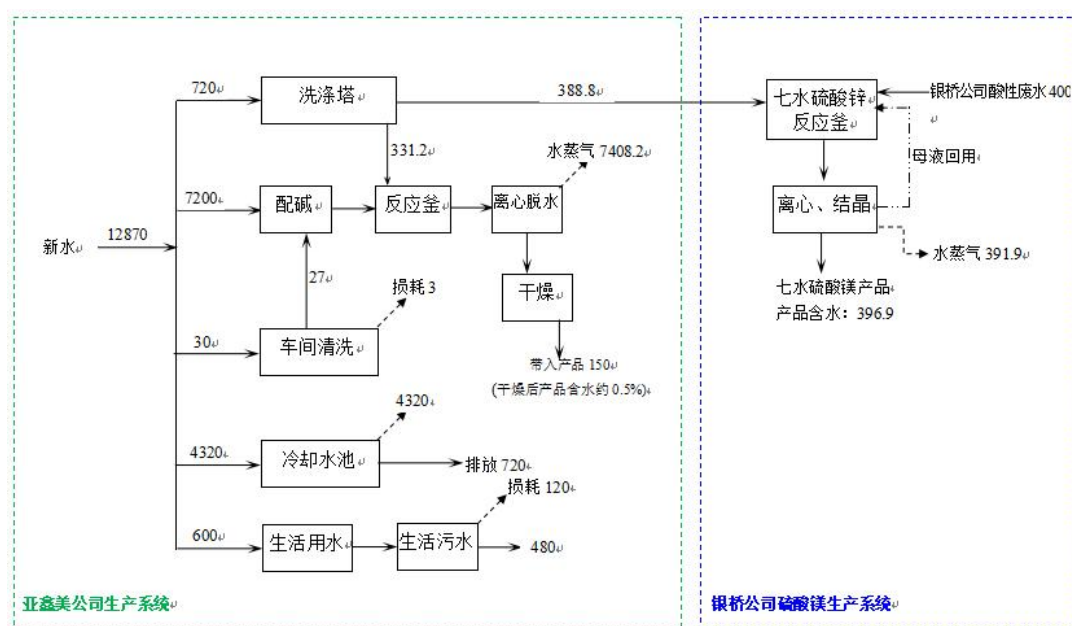 720
洗涤塔
388.8
七水硫酸锌
反应釜
银桥公司酸性废水400
331.2
水蒸气 7408.2
母液回用
7200
配碱
反应釜
离心脱水
离心、结晶
新水
12870
水蒸气 391.9
27
损耗 3
干燥
七水硫酸镁产品
产品含水：396.9
30
车间清洗
带入产品 150
(干燥后产品含水约 0.5%)
4320
4320
冷却水池
排放 720
损耗 120
600
生活用水
生活污水
480
亚鑫美公司生产系统
银桥公司硫酸镁生产系统